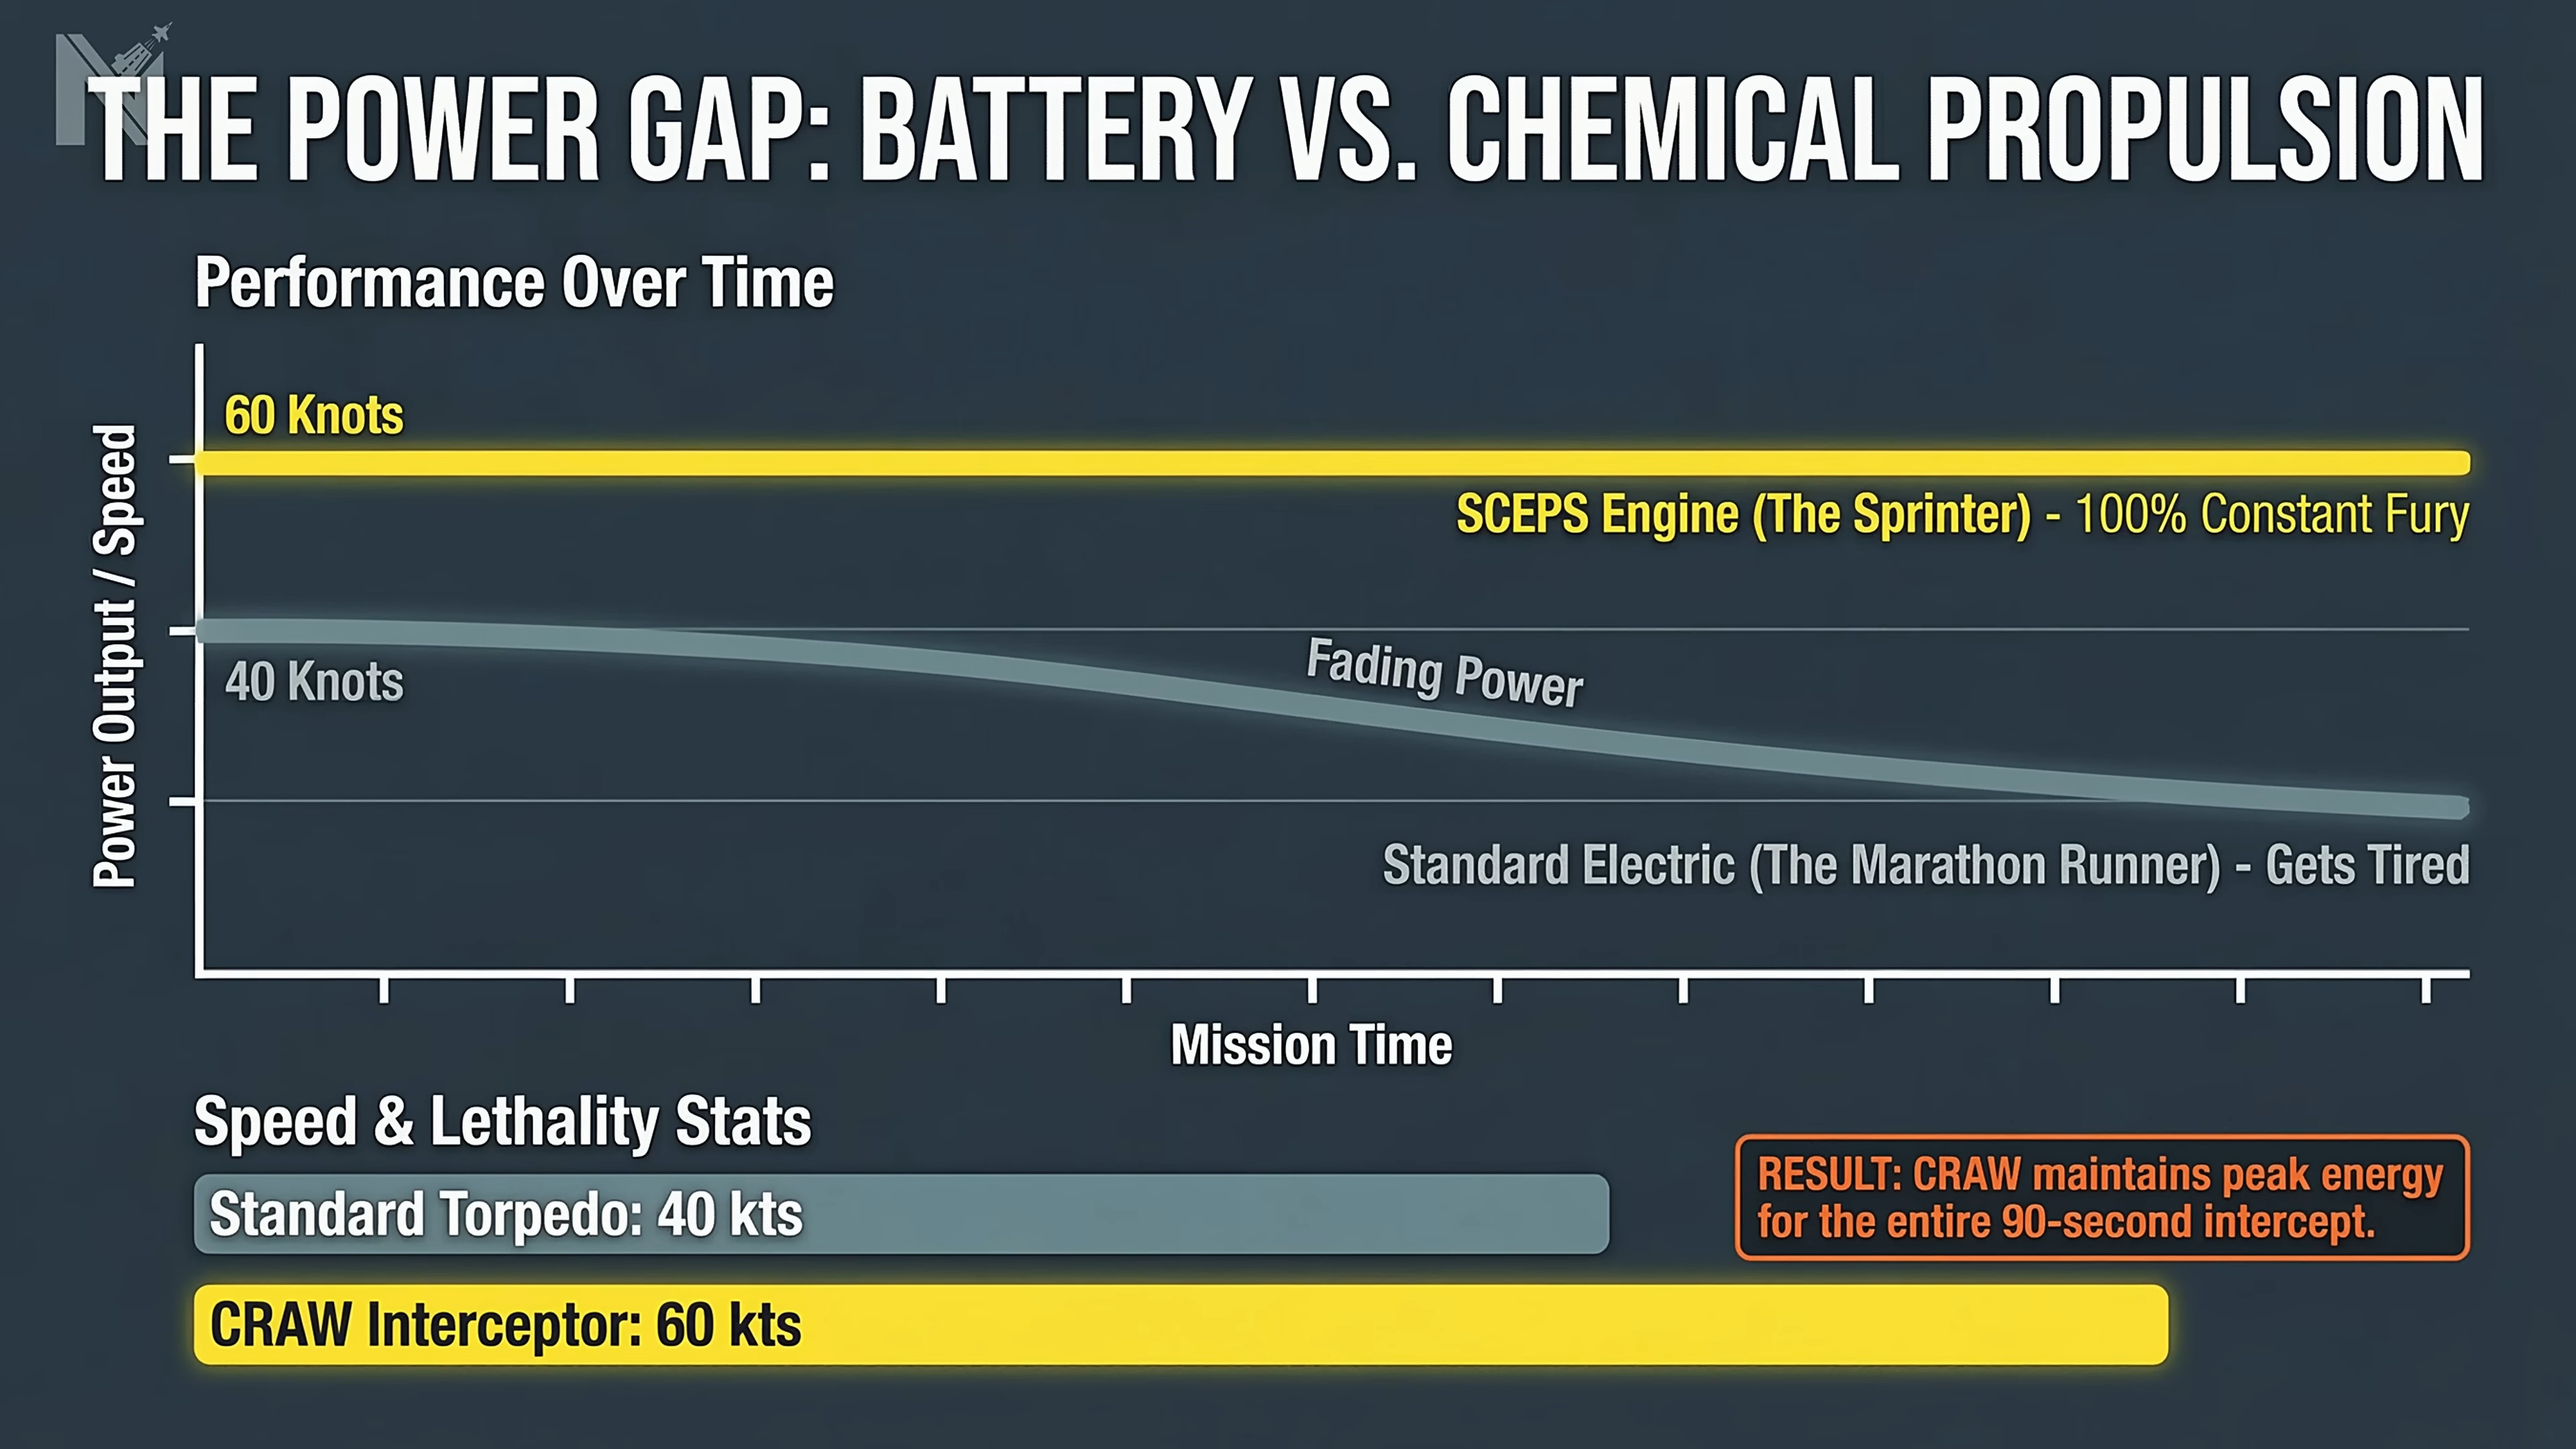 THE POWER GAP: BATTERY VS. CHEMICAL PROPULSION
Performance Over Time
Power Output / Speed
60 Knots
SCEPS Engine (The Sprinter) - 100% Constant Fury
40 Knots
Fading Power
Standard Electric (The Marathon Runner) - Gets Tired
Mission Time
Speed & Lethality Stats
Standard Torpedo: 40 kts
RESULT: CRAW maintains peak energy
for the entire 90-second intercept.
CRAW Interceptor: 60 kts